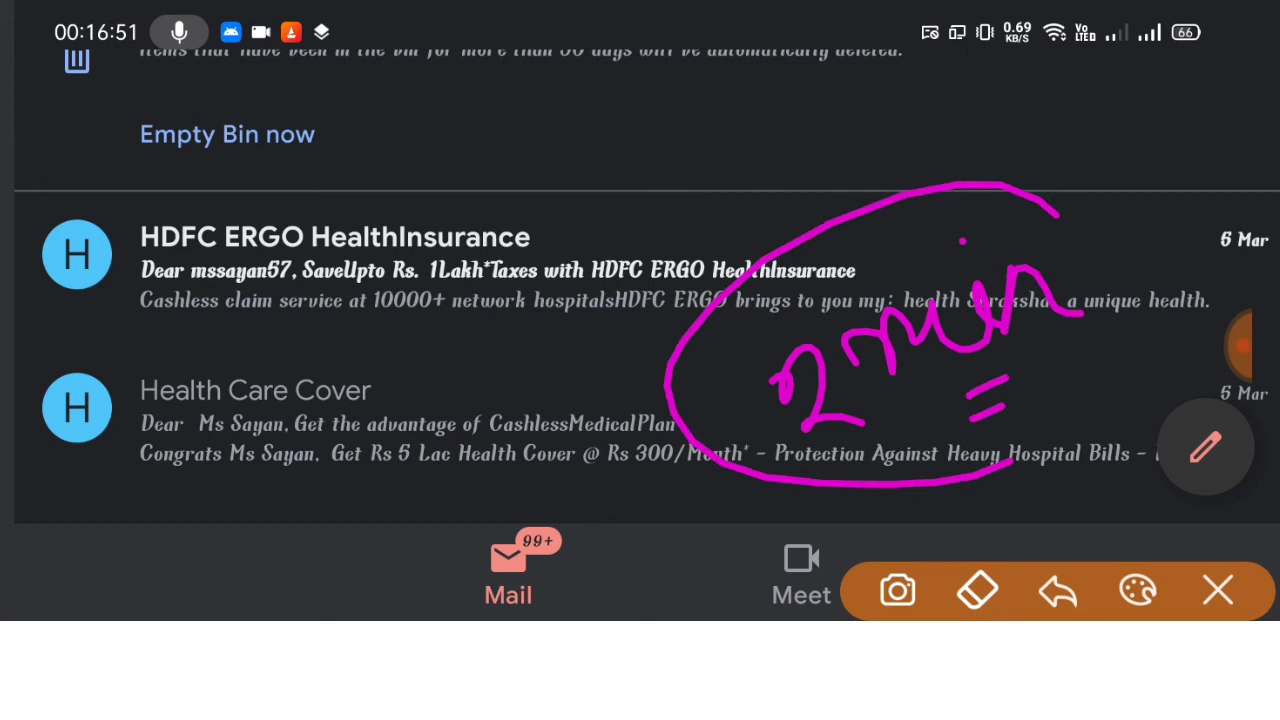 00:16:51 0.69 KB/S Vo LTE 66
items that have been in the bin for more than 30 days will be automatically deleted.
Empty Bin now
H HDFC ERGO HealthInsurance 5 Mar
Dear mssayan57, SaveUpto Rs. 1Lakh*Taxes with HDFC ERGO HealthInsurance
Cashless claim service at 10000+ network hospitalsHDFC ERGO brings to you my: health Suraksha, a unique health.
2 min
H Health Care Cover 5 Mar
Dear Ms Sayan, Get the advantage of CashlessMedicalPlan
Congrats Ms Sayan, Get Rs 5 Lac Health Cover @ Rs 300/Month* - Protection Against Heavy Hospital Bills -
99+
Mail Meet